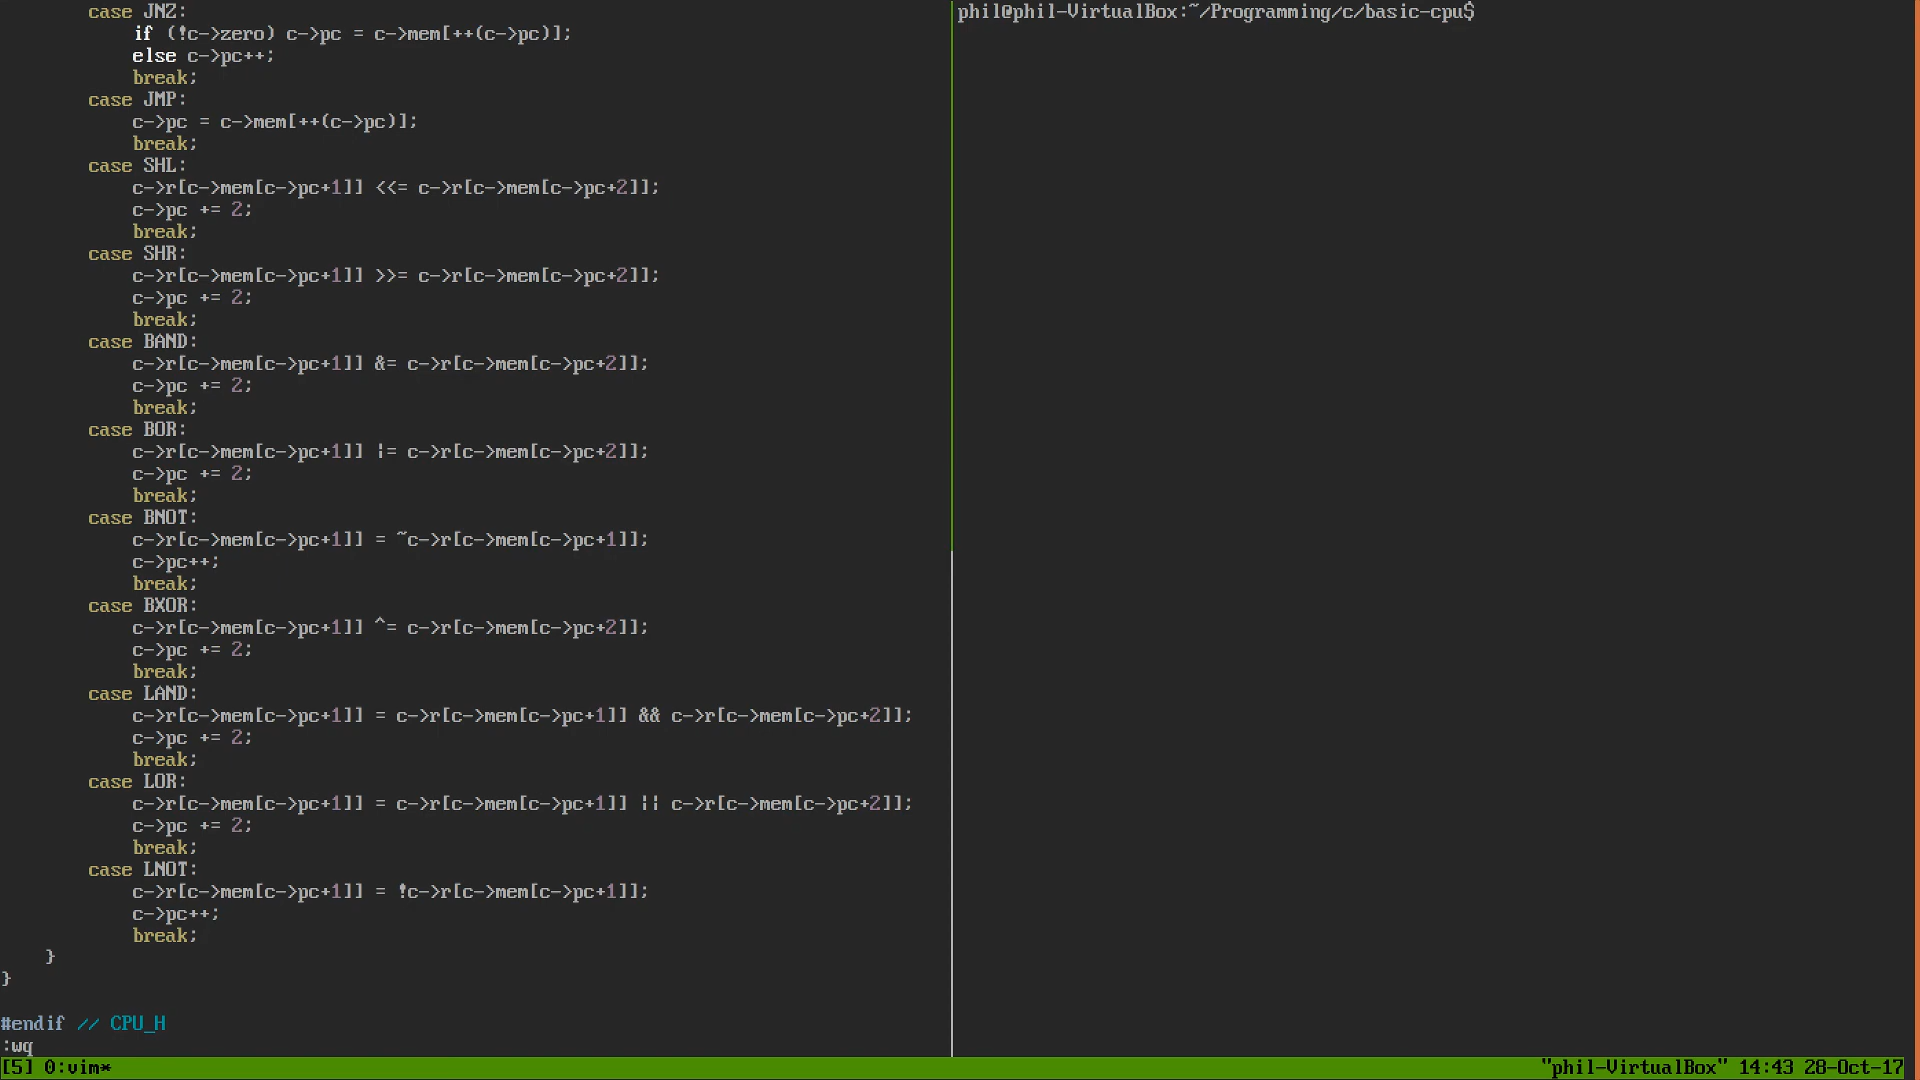 case JNZ:
            if (!c->zero) c->pc = c->mem[++(c->pc)];
            else c->pc++;
            break;
        case JMP:
            c->pc = c->mem[++(c->pc)];
            break;
        case SHL:
            c->r[c->mem[c->pc+1]] <<= c->r[c->mem[c->pc+2]];
            c->pc += 2;
            break;
        case SHR:
            c->r[c->mem[c->pc+1]] >>= c->r[c->mem[c->pc+2]];
            c->pc += 2;
            break;
        case BAND:
            c->r[c->mem[c->pc+1]] &= c->r[c->mem[c->pc+2]];
            c->pc += 2;
            break;
        case BOR:
            c->r[c->mem[c->pc+1]] |= c->r[c->mem[c->pc+2]];
            c->pc += 2;
            break;
        case BNOT:
            c->r[c->mem[c->pc+1]] = ~c->r[c->mem[c->pc+1]];
            c->pc++;
            break;
        case BXOR:
            c->r[c->mem[c->pc+1]] ^= c->r[c->mem[c->pc+2]];
            c->pc += 2;
            break;
        case LAND:
            c->r[c->mem[c->pc+1]] = c->r[c->mem[c->pc+1]] && c->r[c->mem[c->pc+2]];
            c->pc += 2;
            break;
        case LOR:
            c->r[c->mem[c->pc+1]] = c->r[c->mem[c->pc+1]] || c->r[c->mem[c->pc+2]];
            c->pc += 2;
            break;
        case LNOT:
            c->r[c->mem[c->pc+1]] = !c->r[c->mem[c->pc+1]];
            c->pc++;
            break;
    }
}
#endif // CPU_H
:wq
phil@phil-VirtualBox:~/Programming/c/basic-cpu$
[5] 0:vim*
"phil-VirtualBox" 14:43 28-Oct-17